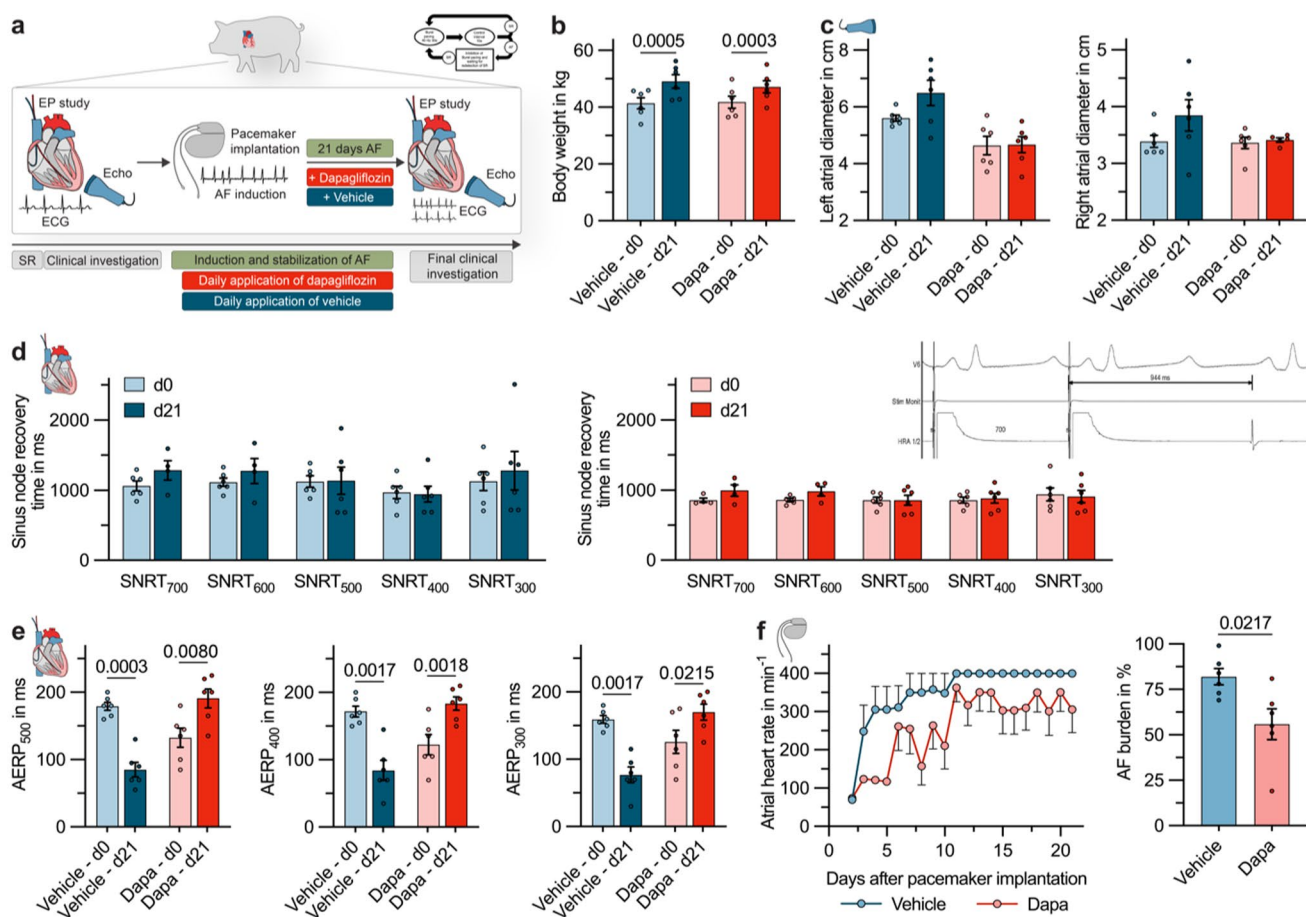 a
EP study
Echo
ECG
Pacemaker
implantation
AF induction
21 days AF
+ Dapagliflozin
+ Vehicle
EP study
Echo
ECG
SR
Clinical investigation
Induction and stabilization of AF
Daily application of dapagliflozin
Daily application of vehicle
Final clinical
investigation
SR
AF
SR
b
Body weight in kg
80
60
40
20
0
0.0005
0.0003
Vehicle - d0
Vehicle - d21
Dapa - d0
Dapa - d21
c
Left atrial diameter in cm
8
6
4
2
Vehicle - d0
Vehicle - d21
Dapa - d0
Dapa - d21
Right atrial diameter in cm
5
4
3
2
Vehicle - d0
Vehicle - d21
Dapa - d0
Dapa - d21
d
Sinus node recovery
time in ms
2000
1000
0
d0
d21
SNRT700
SNRT600
SNRT500
SNRT400
SNRT300
Sinus node recovery
time in ms
2000
1000
0
d0
d21
SNRT700
SNRT600
SNRT500
SNRT400
SNRT300
V6
944 ms
Stim Monit
HRA 1/2
700
e
AERP500 in ms
200
100
0
0.0003
0.0080
Vehicle - d0
Vehicle - d21
Dapa - d0
Dapa - d21
AERP400 in ms
200
100
0
0.0017
0.0018
Vehicle - d0
Vehicle - d21
Dapa - d0
Dapa - d21
AERP300 in ms
200
100
0
0.0017
0.0215
Vehicle - d0
Vehicle - d21
Dapa - d0
Dapa - d21
f
Atrial heart rate in min-1
400
300
200
100
0
0
5
10
15
20
Days after pacemaker implantation
Vehicle
Dapa
AF burden in %
100
75
50
25
0
0.0217
Vehicle
Dapa